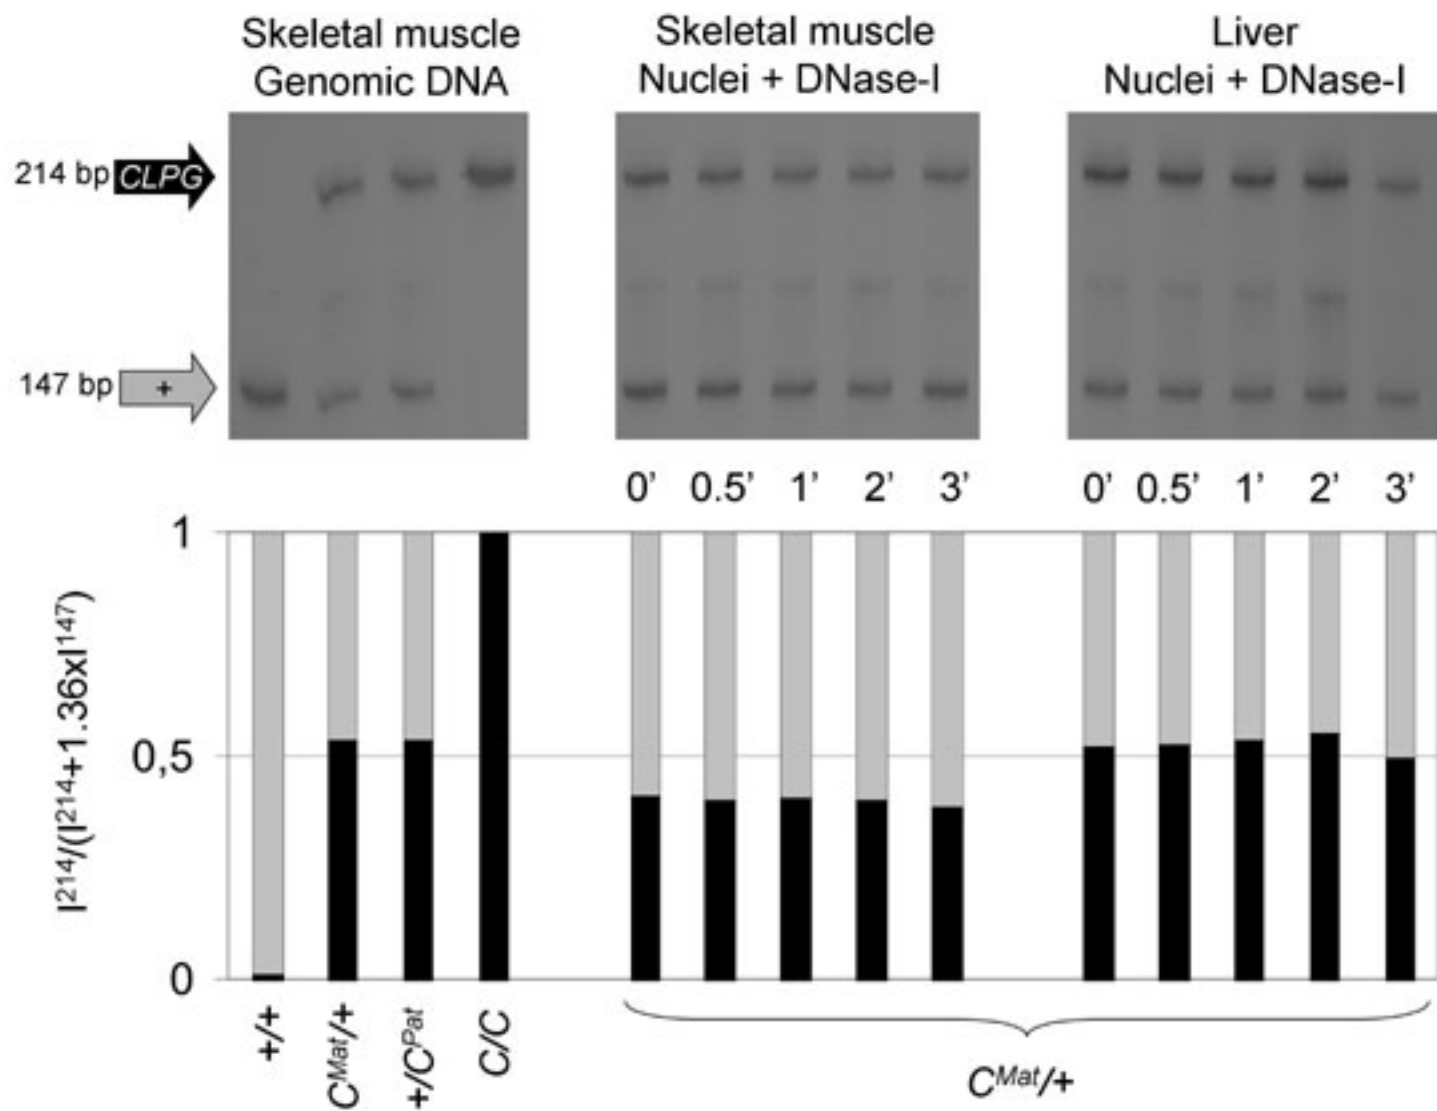 Skeletal muscle
Genomic DNA
Skeletal muscle
Nuclei + DNase-I
Liver
Nuclei + DNase-I
214 bp CLPG
147 bp +
0’ 0.5’ 1’ 2’ 3’
0’ 0.5’ 1’ 2’ 3’
1
0,5
0
I²¹⁴/(I²¹⁴+1.36xI¹⁴⁷)
+/+
Cᴹᵃᵗ/+
+/Cᴾᵃᵗ
C/C
Cᴹᵃᵗ/+